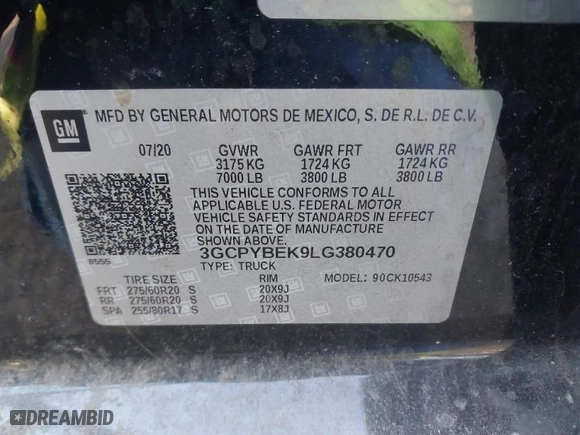 MFD BY GENERAL MOTORS DE MEXICO, S. DE R.L. DE C.V.
GM
07/20 GVWR GAWR FRT GAWR RR
3175 KG 1724 KG 1724 KG
7000 LB 3800 LB 3800 LB
THIS VEHICLE CONFORMS TO ALL
APPLICABLE U.S. FEDERAL MOTOR
VEHICLE SAFETY STANDARDS IN EFFECT
ON THE DATE OF MANUFACTURE
SHOWN ABOVE.
8555
3GCPYBEK9LG380470
TYPE: TRUCK
MODEL: 90CK10543
TIRE SIZE RIM
FRT 275/60R20 S 20X9J
RR 275/60R20 S 20X9J
SPA 255/80R17 S 17X8J
DREAMBID